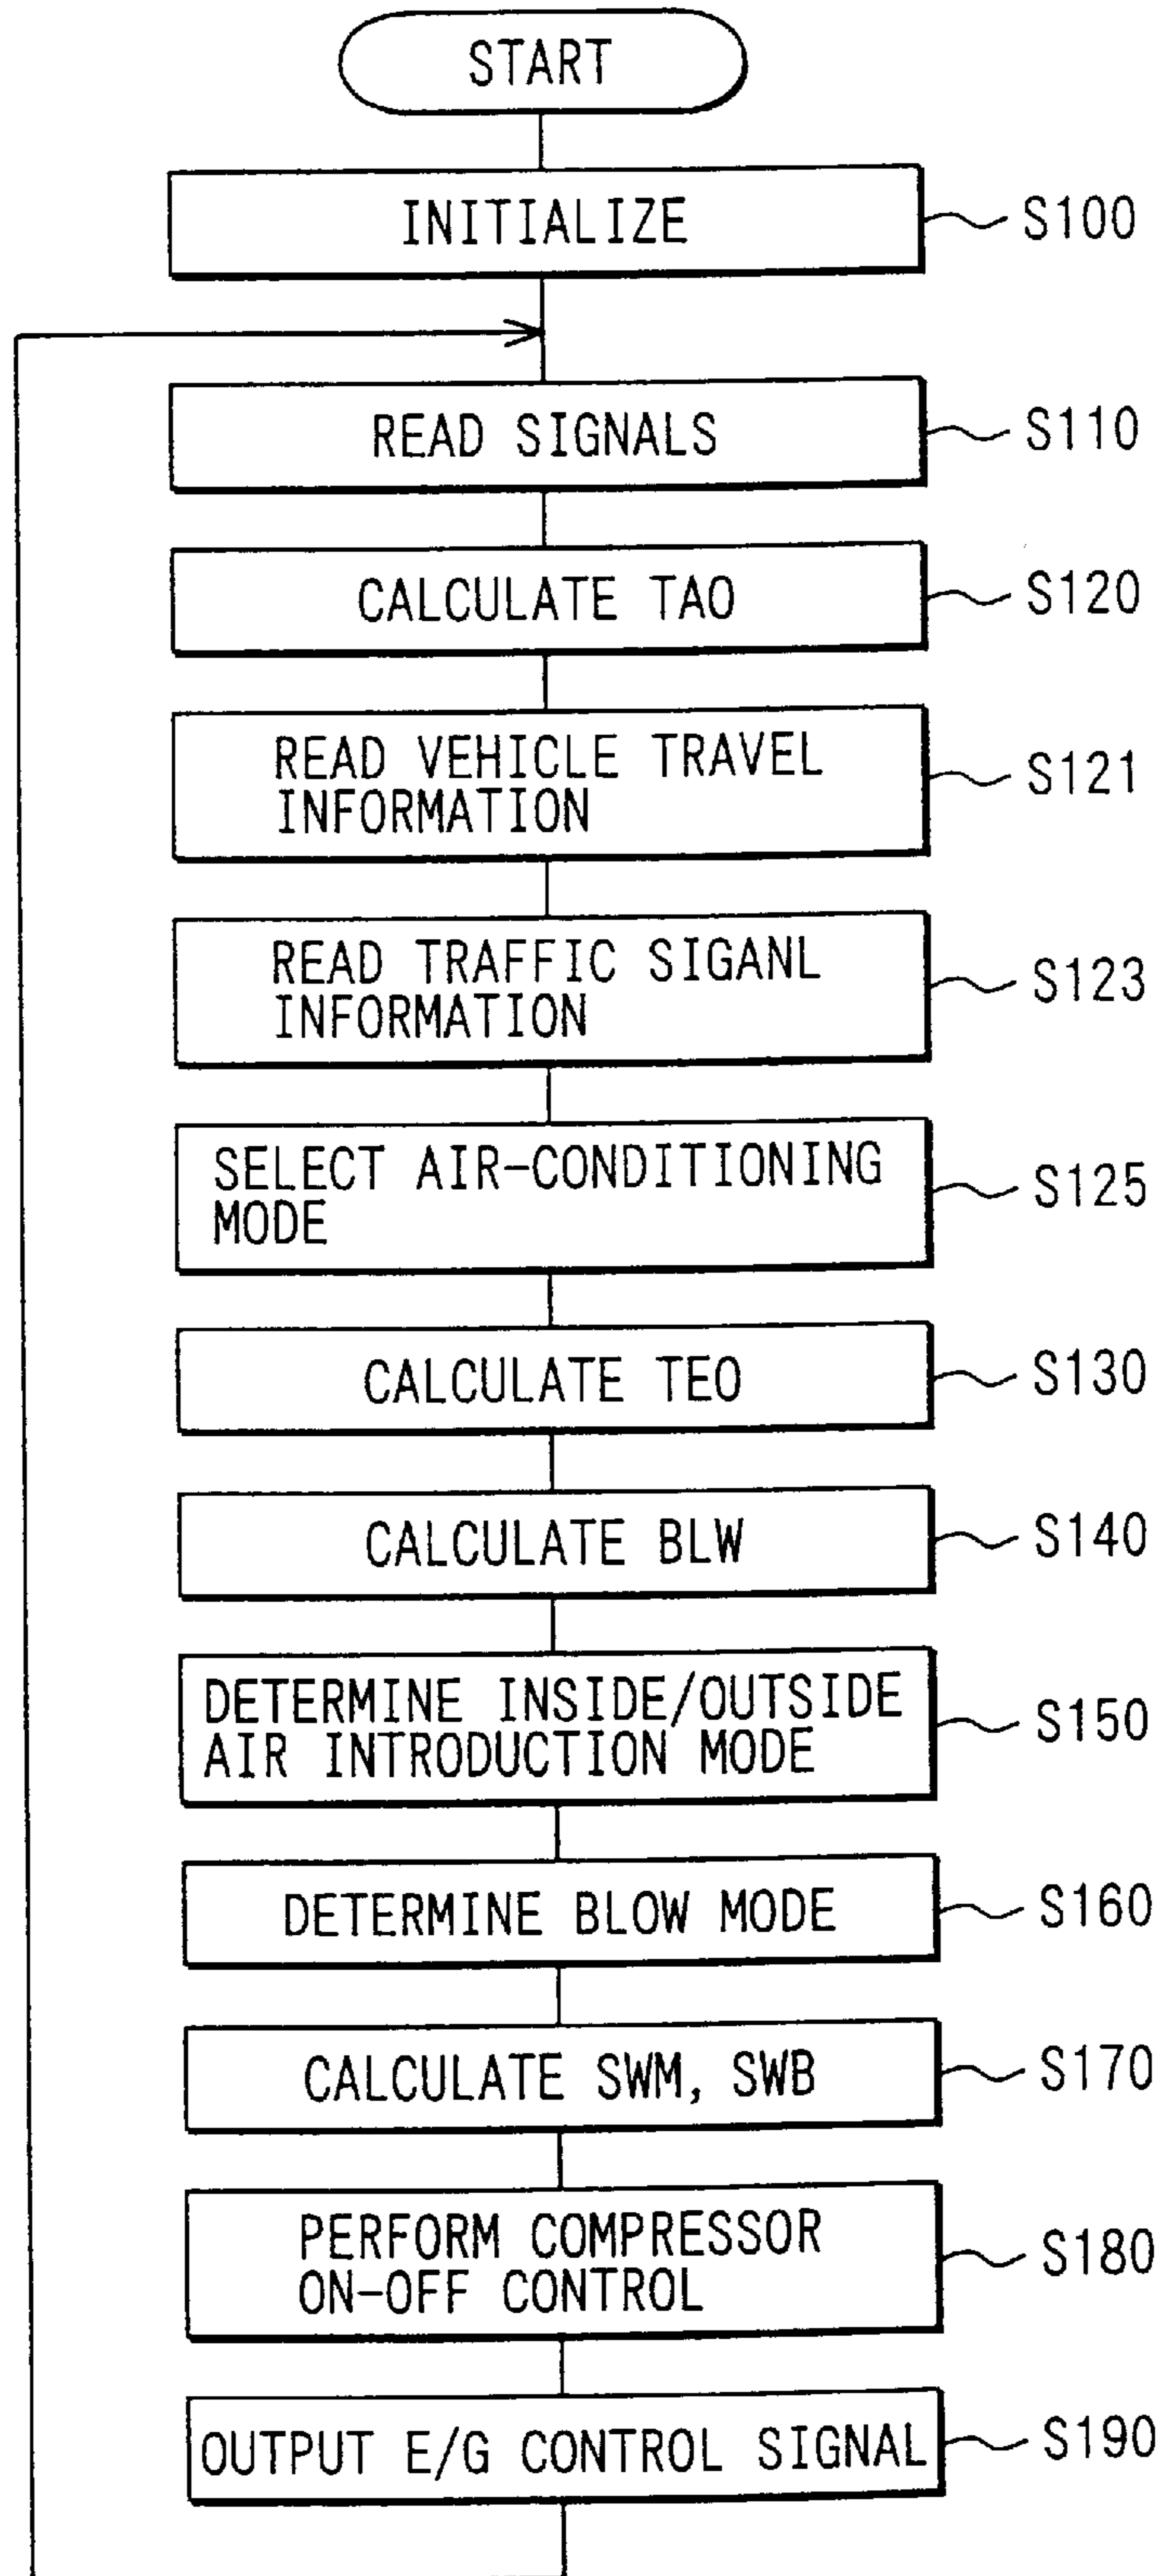 START
INITIALIZE
S100
READ SIGNALS
S110
CALCULATE TAO
S120
READ VEHICLE TRAVEL
INFORMATION
S121
READ TRAFFIC SIGANL
INFORMATION
S123
SELECT AIR-CONDITIONING
MODE
S125
CALCULATE TEO
S130
CALCULATE BLW
S140
DETERMINE INSIDE/OUTSIDE
AIR INTRODUCTION MODE
S150
DETERMINE BLOW MODE
S160
CALCULATE SWM, SWB
S170
PERFORM COMPRESSOR
ON-OFF CONTROL
S180
OUTPUT E/G CONTROL SIGNAL
S190